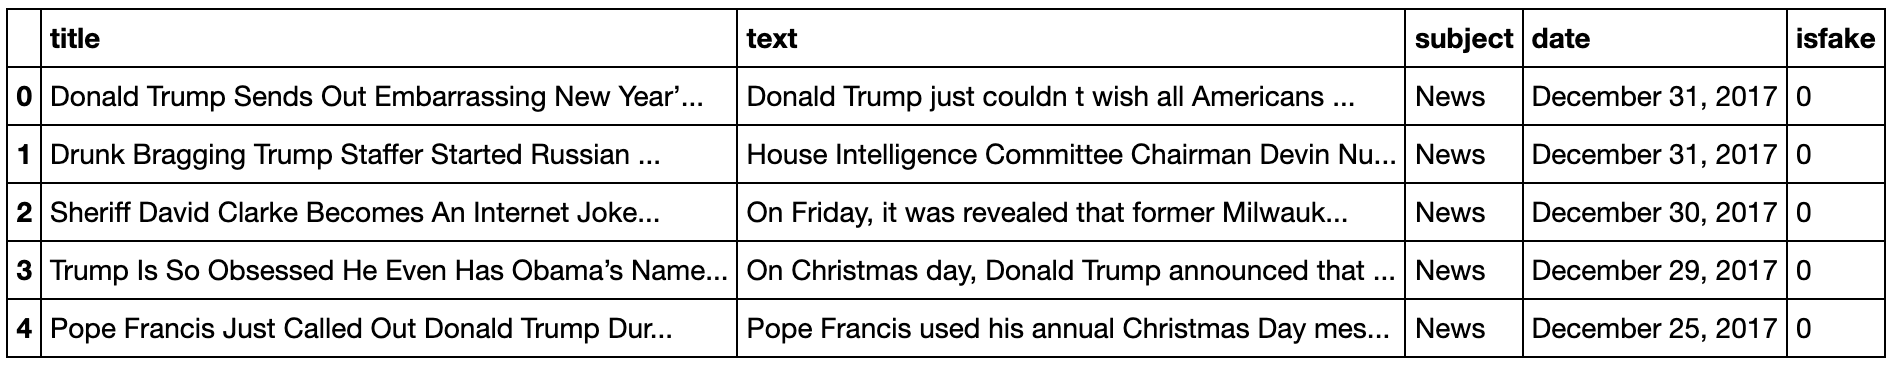 title text subject date isfake
0 Donald Trump Sends Out Embarrassing New Year’... Donald Trump just couldn t wish all Americans ... News December 31, 2017 0
1 Drunk Bragging Trump Staffer Started Russian ... House Intelligence Committee Chairman Devin Nu... News December 31, 2017 0
2 Sheriff David Clarke Becomes An Internet Joke... On Friday, it was revealed that former Milwauk... News December 30, 2017 0
3 Trump Is So Obsessed He Even Has Obama’s Name... On Christmas day, Donald Trump announced that ... News December 29, 2017 0
4 Pope Francis Just Called Out Donald Trump Dur... Pope Francis used his annual Christmas Day mes... News December 25, 2017 0